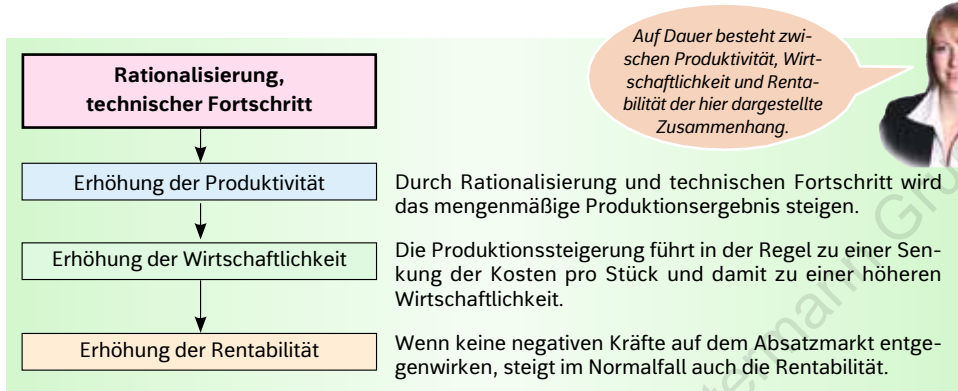 Auf Dauer besteht zwi-
schen Produktivität, Wirt-
schaftlichkeit und Renta-
bilität der hier dargestellte
Zusammenhang.
Rationalisierung,
technischer Fortschritt
Erhöhung der Produktivität
Durch Rationalisierung und technischen Fortschritt wird
das mengenmäßige Produktionsergebnis steigen.
Erhöhung der Wirtschaftlichkeit
Die Produktionssteigerung führt in der Regel zu einer Sen-
kung der Kosten pro Stück und damit zu einer höheren
Wirtschaftlichkeit.
Erhöhung der Rentabilität
Wenn keine negativen Kräfte auf dem Absatzmarkt entge-
genwirken, steigt im Normalfall auch die Rentabilität.